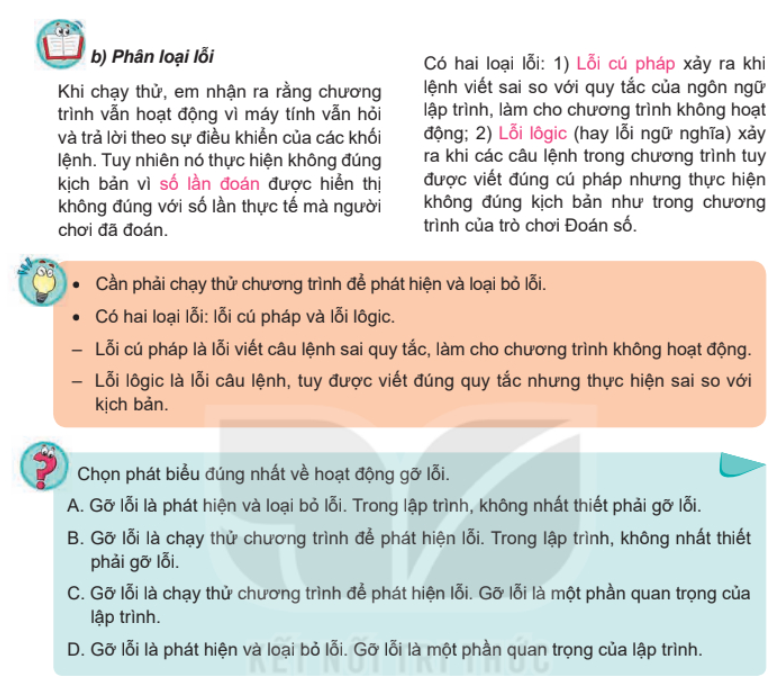 b) Phân loại lỗi
Khi chạy thử, em nhận ra rằng chương
trình vẫn hoạt động vì máy tính vẫn hỏi
và trả lời theo sự điều khiển của các khối
lệnh. Tuy nhiên nó thực hiện không đúng
kịch bản vì số lần đoán được hiển thị
không đúng với số lần thực tế mà người
chơi đã đoán.
Có hai loại lỗi: 1) Lỗi cú pháp xảy ra khi
lệnh viết sai so với quy tắc của ngôn ngữ
lập trình, làm cho chương trình không hoạt
động; 2) Lỗi lôgic (hay lỗi ngữ nghĩa) xảy
ra khi các câu lệnh trong chương trình tuy
được viết đúng cú pháp nhưng thực hiện
không đúng kịch bản như trong chương
trình của trò chơi Đoán số.
• Cần phải chạy thử chương trình để phát hiện và loại bỏ lỗi.
• Có hai loại lỗi: lỗi cú pháp và lỗi lôgic.
– Lỗi cú pháp là lỗi viết câu lệnh sai quy tắc, làm cho chương trình không hoạt động.
– Lỗi lôgic là lỗi câu lệnh, tuy được viết đúng quy tắc nhưng thực hiện sai so với
kịch bản.
Chọn phát biểu đúng nhất về hoạt động gỡ lỗi.
A. Gỡ lỗi là phát hiện và loại bỏ lỗi. Trong lập trình, không nhất thiết phải gỡ lỗi.
B. Gỡ lỗi là chạy thử chương trình để phát hiện lỗi. Trong lập trình, không nhất thiết
phải gỡ lỗi.
C. Gỡ lỗi là chạy thử chương trình để phát hiện lỗi. Gỡ lỗi là một phần quan trọng của
lập trình.
D. Gỡ lỗi là phát hiện và loại bỏ lỗi. Gỡ lỗi là một phần quan trọng của lập trình.
KẾT NỐI TRI THỨC